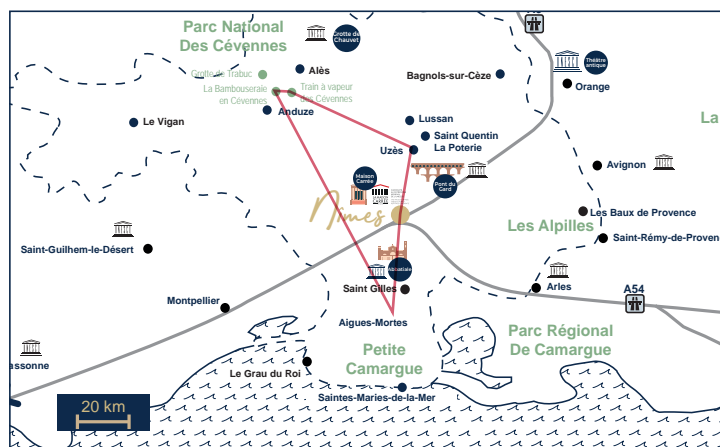 Parc National
Des Cévennes
Grotte de
Chauvet
A9
Théâtre
antique
Orange
Grotte de Trabuc
Alès
Bagnols-sur-Cèze
La Bambouseraie
en Cévennes
Train à vapeur
des Cévennes
Anduze
Le Vigan
Lussan
Saint Quentin
La Poterie
Uzès
La
Avignon
Maison
Carrée
Pont du
Gard
Nîmes
Les Baux de Provence
Les Alpilles
Saint-Rémy-de-Proven
Saint-Guilhem-le-Désert
Abbatiale
Saint Gilles
Arles
A54
Montpellier
Aigues-Mortes
Parc Régional
De Camargue
Petite
Camargue
assonne
Le Grau du Roi
Saintes-Maries-de-la-Mer
20 km